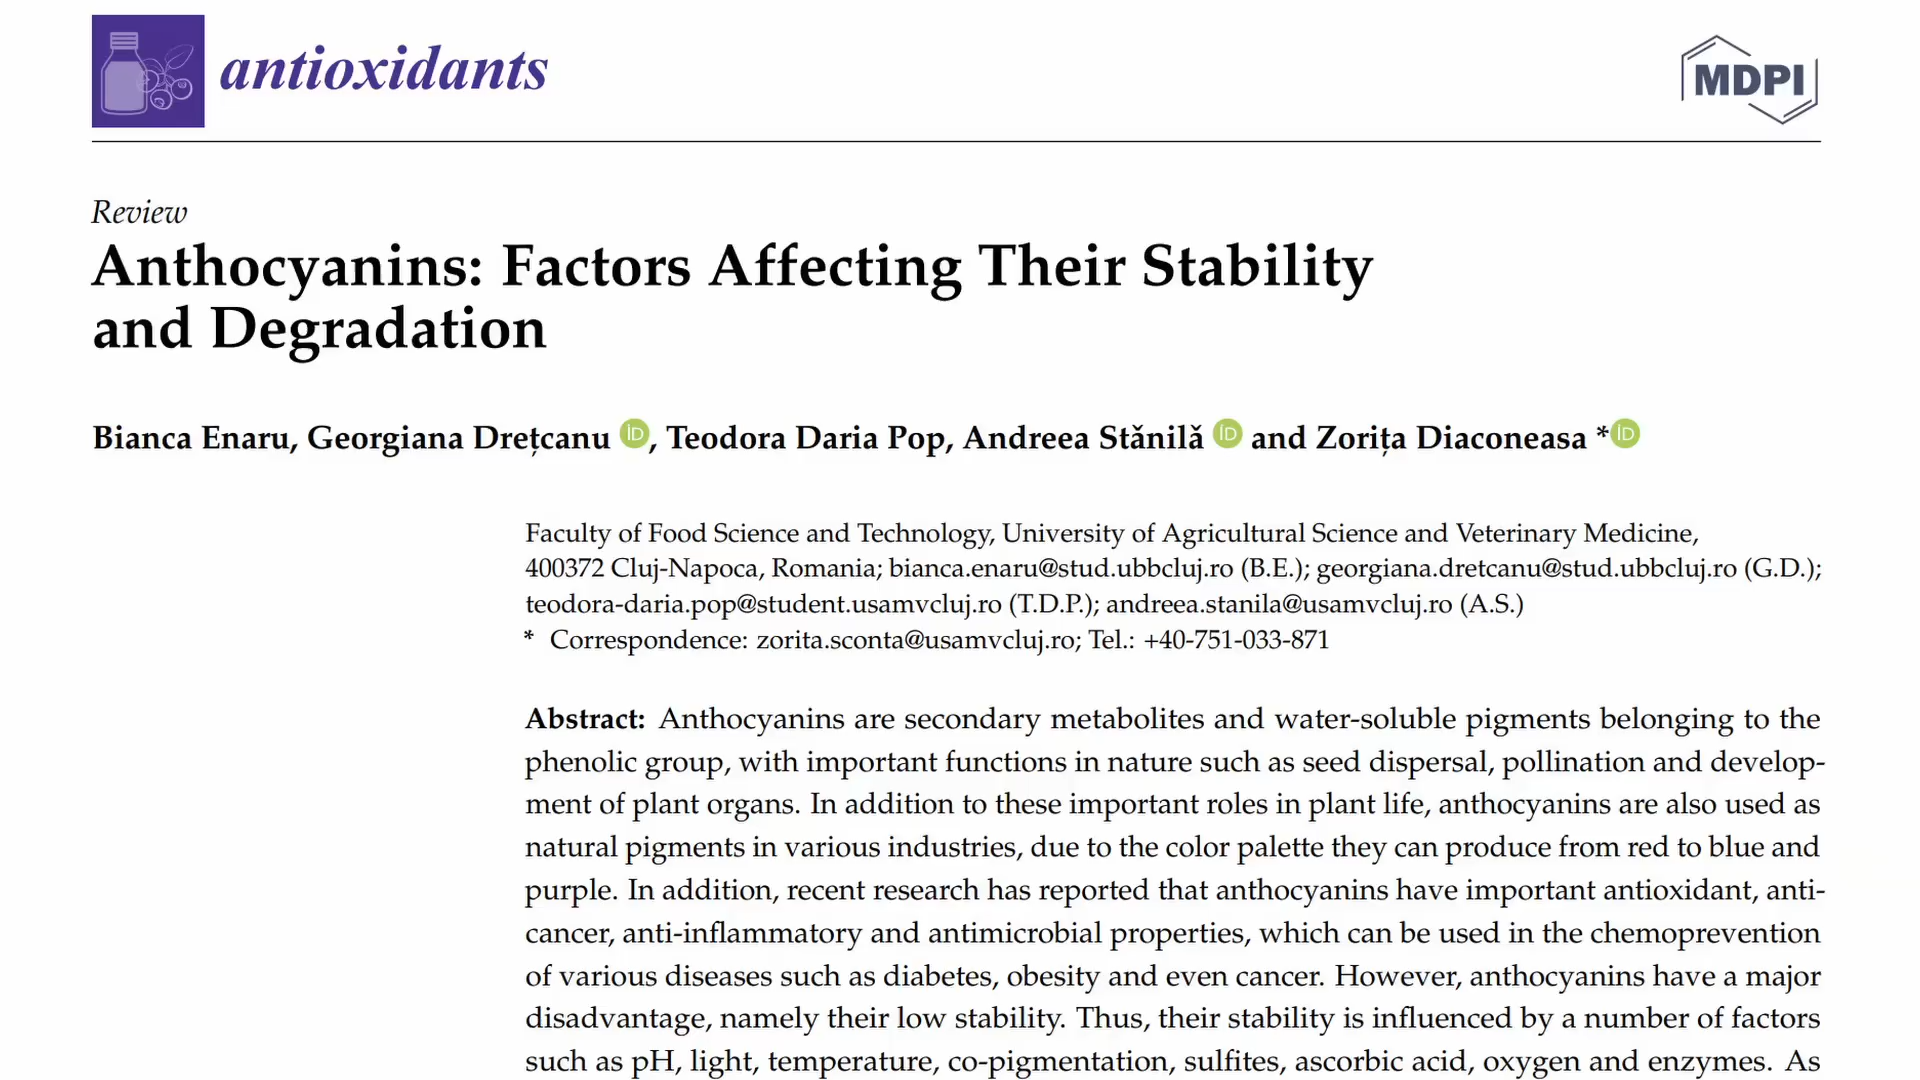 antioxidants
MDPI
Review
Anthocyanins: Factors Affecting Their Stability
and Degradation
Bianca Enaru, Georgiana Drețcanu iD, Teodora Daria Pop, Andreea Stǎnilǎ iD and Zorița Diaconeasa *iD
Faculty of Food Science and Technology, University of Agricultural Science and Veterinary Medicine,
400372 Cluj-Napoca, Romania; bianca.enaru@stud.ubbcluj.ro (B.E.); georgiana.dretcanu@stud.ubbcluj.ro (G.D.);
teodora-daria.pop@student.usamvcluj.ro (T.D.P.); andreea.stanila@usamvcluj.ro (A.S.)
* Correspondence: zorita.sconta@usamvcluj.ro; Tel.: +40-751-033-871
Abstract: Anthocyanins are secondary metabolites and water-soluble pigments belonging to the
phenolic group, with important functions in nature such as seed dispersal, pollination and develop-
ment of plant organs. In addition to these important roles in plant life, anthocyanins are also used as
natural pigments in various industries, due to the color palette they can produce from red to blue and
purple. In addition, recent research has reported that anthocyanins have important antioxidant, anti-
cancer, anti-inflammatory and antimicrobial properties, which can be used in the chemoprevention
of various diseases such as diabetes, obesity and even cancer. However, anthocyanins have a major
disadvantage, namely their low stability. Thus, their stability is influenced by a number of factors
such as pH, light, temperature, co-pigmentation, sulfites, ascorbic acid, oxygen and enzymes. As